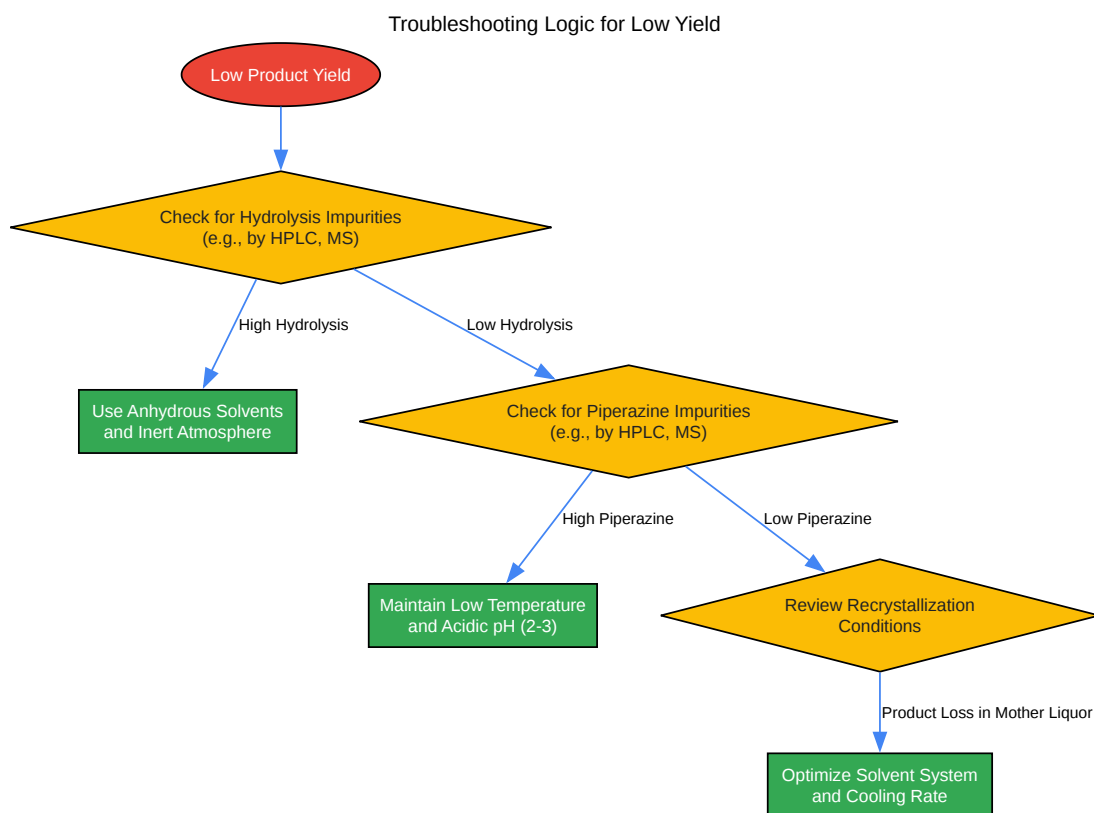 Troubleshooting Logic for Low Yield
Low Product Yield
Check for Hydrolysis Impurities
(e.g., by HPLC, MS)
High Hydrolysis
Low Hydrolysis
Use Anhydrous Solvents
and Inert Atmosphere
Check for Piperazine Impurities
(e.g., by HPLC, MS)
High Piperazine
Low Piperazine
Maintain Low Temperature
and Acidic pH (2-3)
Review Recrystallization
Conditions
Product Loss in Mother Liquor
Optimize Solvent System
and Cooling Rate